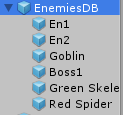 EnemiesDB
En1
En2
Goblin
Boss1
Green Skele
Red Spider